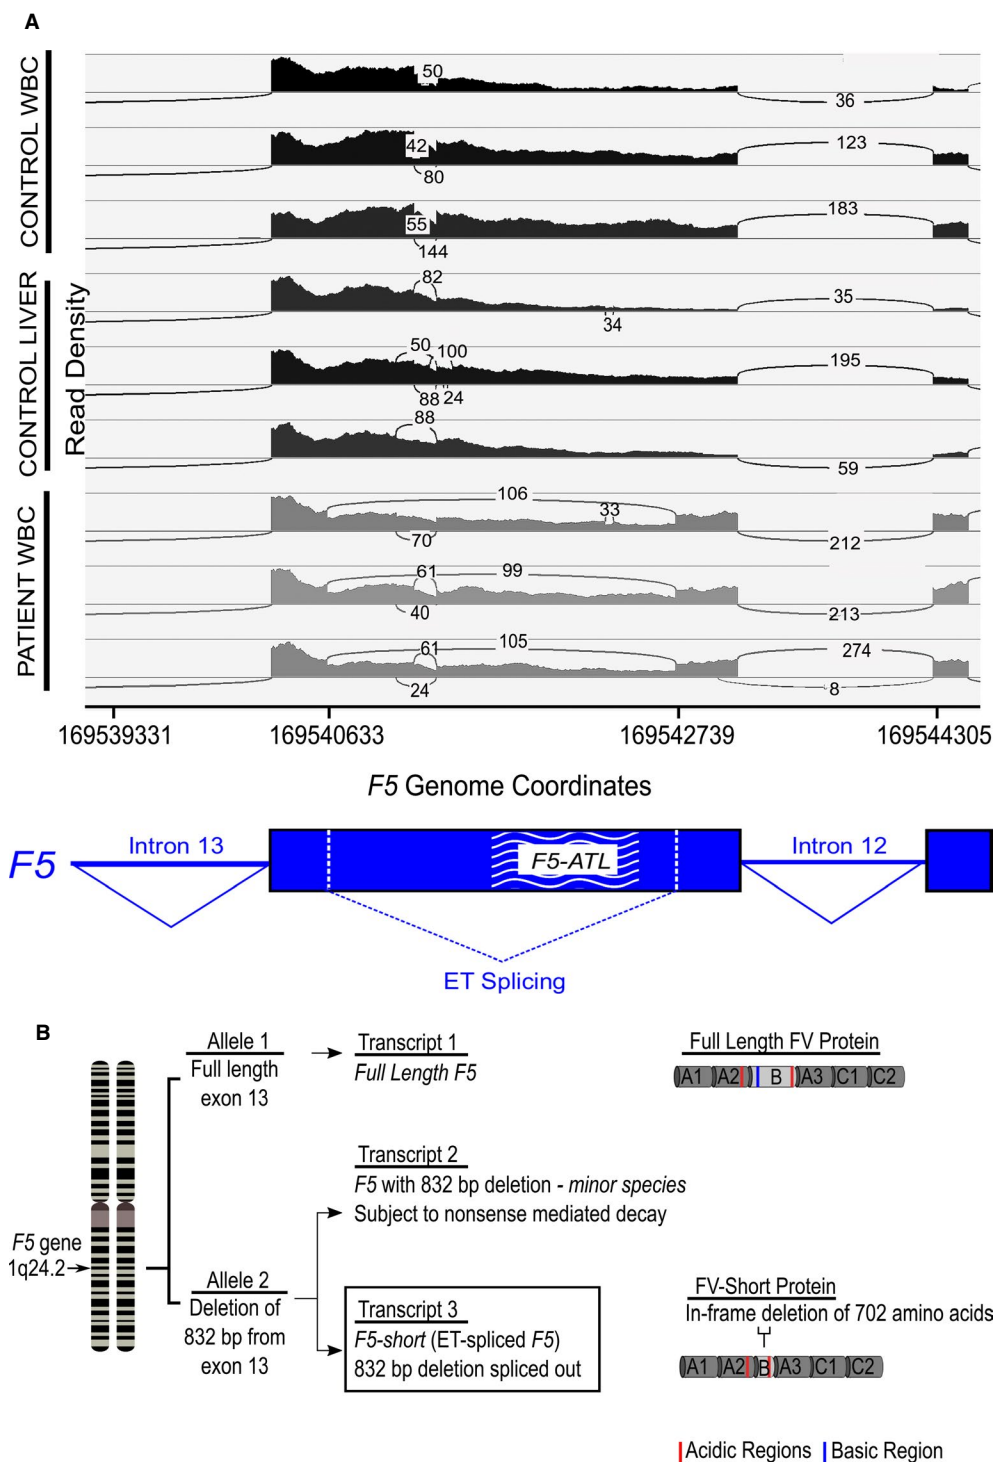 A
CONTROL WBC
CONTROL LIVER
PATIENT WBC
Read Density
50
36
42
123
80
183
55
144
82
35
34
50 100
195
88 24
88
59
106
33
70
212
61 99
40
213
105
61
274
24
8
169539331 169540633 169542739 169544305
F5 Genome Coordinates
F5
Intron 13
F5-ATL
Intron 12
ET Splicing
B
F5 gene
1q24.2
Allele 1
Full length
exon 13
Transcript 1
Full Length F5
Full Length FV Protein
A1 A2 B A3 C1 C2
Transcript 2
F5 with 832 bp deletion - minor species
Subject to nonsense mediated decay
Allele 2
Deletion of
832 bp from
exon 13
Transcript 3
F5-short (ET-spliced F5)
832 bp deletion spliced out
FV-Short Protein
In-frame deletion of 702 amino acids
A1 A2 B A3 C1 C2
Acidic Regions Basic Region